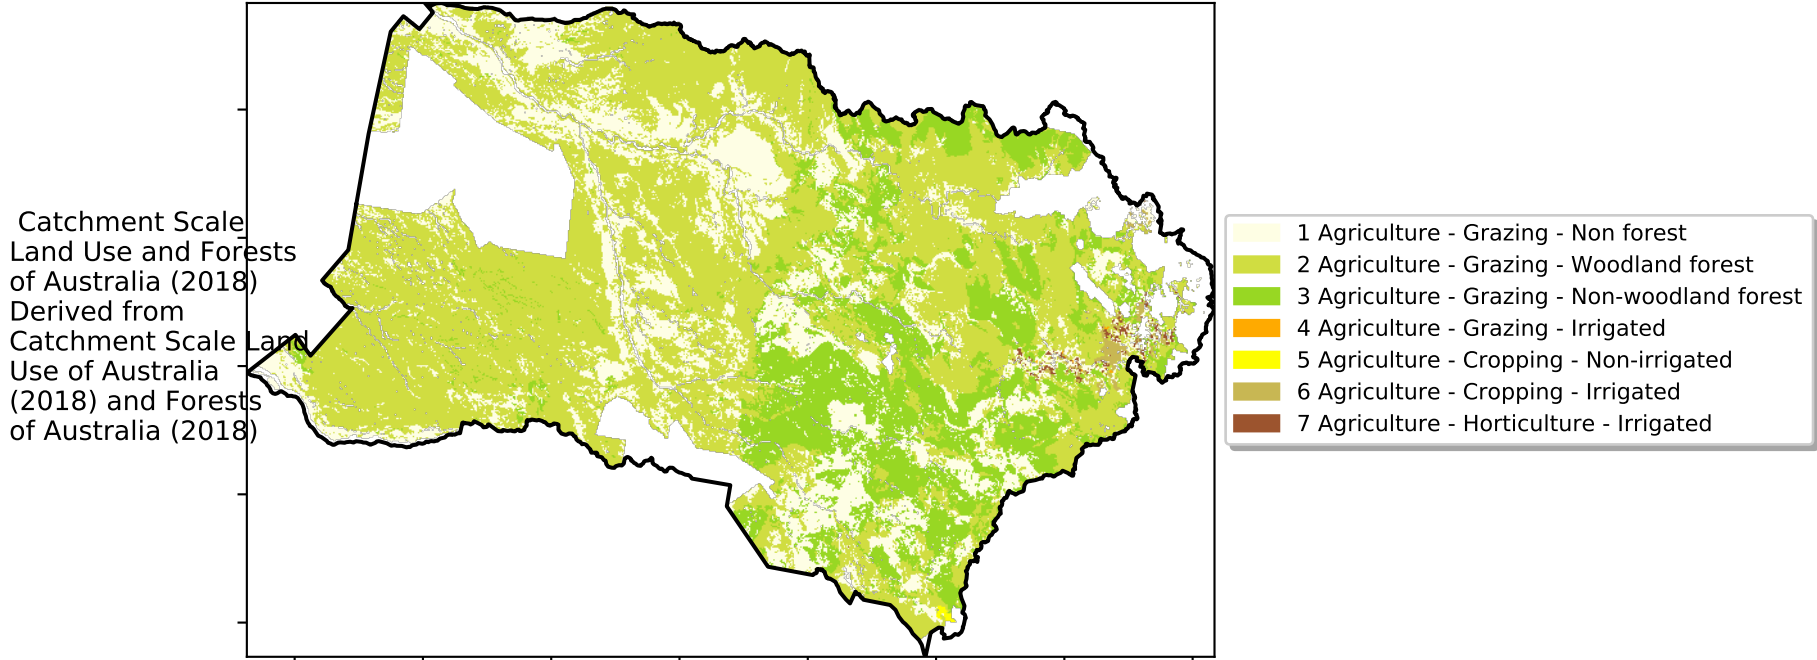 Catchment Scale
Land Use and Forests
of Australia (2018)
Derived from
Catchment Scale Land
Use of Australia
(2018) and Forests
of Australia (2018)
1 Agriculture - Grazing - Non forest
2 Agriculture - Grazing - Woodland forest
3 Agriculture - Grazing - Non-woodland forest
4 Agriculture - Grazing - Irrigated
5 Agriculture - Cropping - Non-irrigated
6 Agriculture - Cropping - Irrigated
7 Agriculture - Horticulture - Irrigated